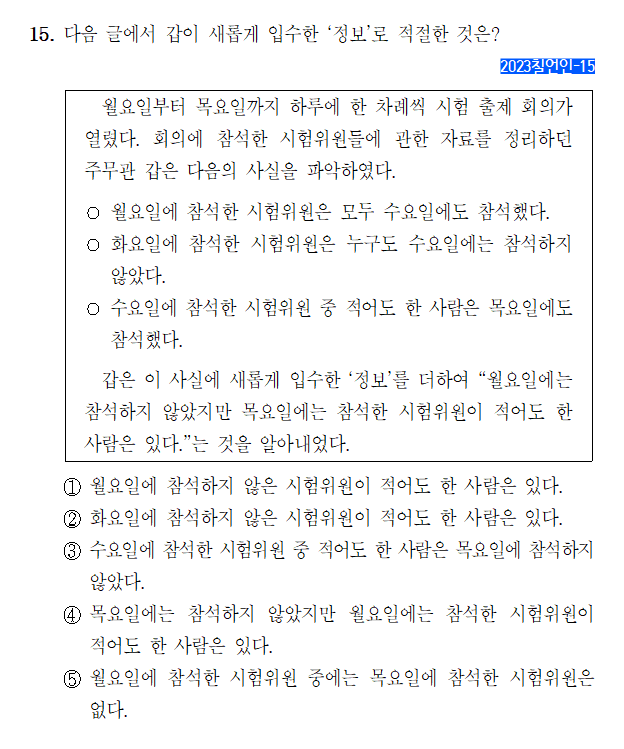 15. 다음 글에서 갑이 새롭게 입수한 ‘정보’로 적절한 것은?
2023칠언인-15
월요일부터 목요일까지 하루에 한 차례씩 시험 출제 회의가
열렸다. 회의에 참석한 시험위원들에 관한 자료를 정리하던
주무관 갑은 다음의 사실을 파악하였다.
○ 월요일에 참석한 시험위원은 모두 수요일에도 참석했다.
○ 화요일에 참석한 시험위원은 누구도 수요일에는 참석하지
않았다.
○ 수요일에 참석한 시험위원 중 적어도 한 사람은 목요일에도
참석했다.
갑은 이 사실에 새롭게 입수한 ‘정보’를 더하여 “월요일에는
참석하지 않았지만 목요일에는 참석한 시험위원이 적어도 한
사람은 있다.”는 것을 알아내었다.
① 월요일에 참석하지 않은 시험위원이 적어도 한 사람은 있다.
② 화요일에 참석하지 않은 시험위원이 적어도 한 사람은 있다.
③ 수요일에 참석한 시험위원 중 적어도 한 사람은 목요일에 참석하지
않았다.
④ 목요일에는 참석하지 않았지만 월요일에는 참석한 시험위원이
적어도 한 사람은 있다.
⑤ 월요일에 참석한 시험위원 중에는 목요일에 참석한 시험위원은
없다.